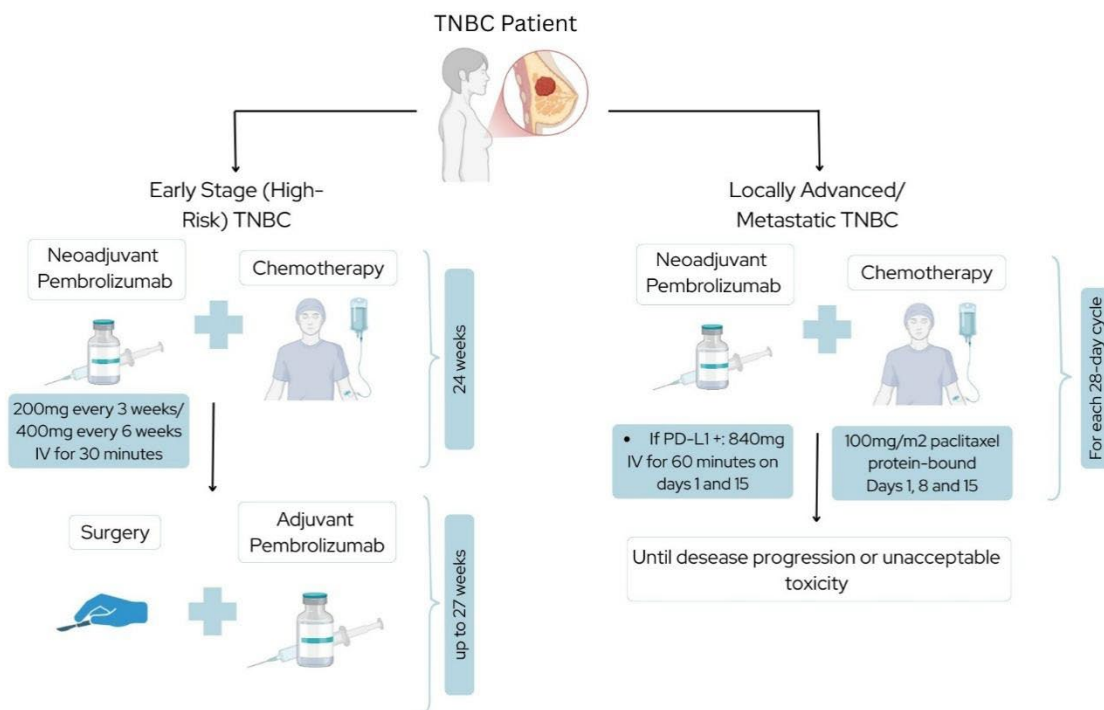 TNBC Patient
Early Stage (High-
Risk) TNBC
Neoadjuvant
Pembrolizumab
Chemotherapy
200mg every 3 weeks/
400mg every 6 weeks
IV for 30 minutes
24 weeks
Surgery
Adjuvant
Pembrolizumab
up to 27 weeks
Locally Advanced/
Metastatic TNBC
Neoadjuvant
Pembrolizumab
Chemotherapy
• If PD-L1 +: 840mg
IV for 60 minutes on
days 1 and 15
100mg/m2 paclitaxel
protein-bound
Days 1, 8 and 15
For each 28-day cycle
Until desease progression or unacceptable
toxicity